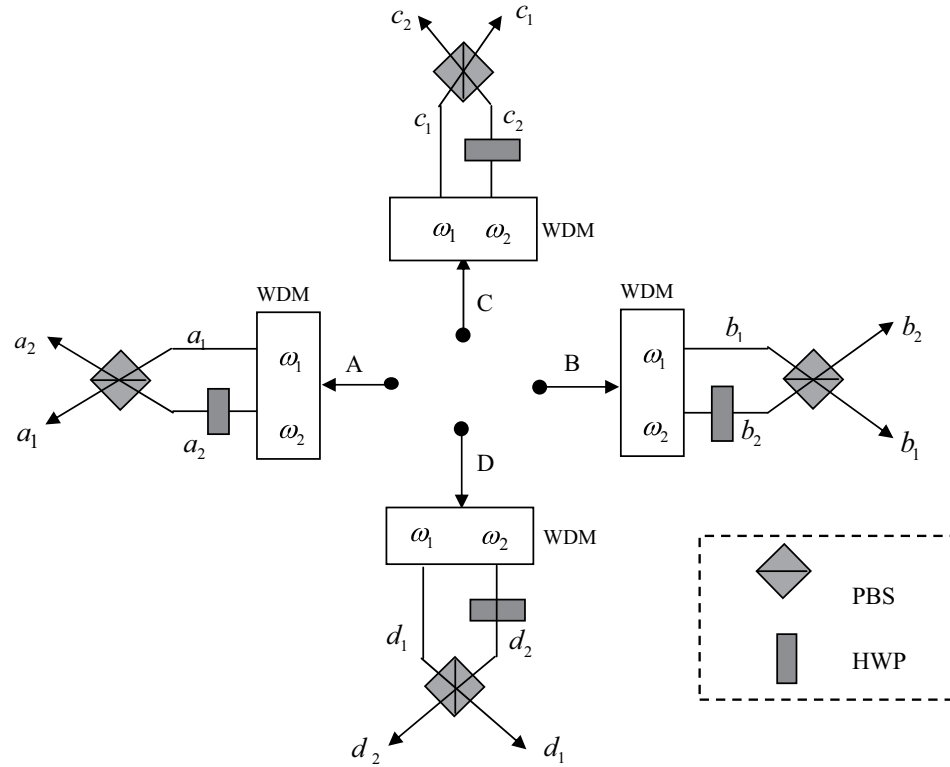 c₂ c₁
c₁ c₂
ω₁ ω₂ WDM
C
WDM WDM
a₂ a₁ ω₁ A B ω₁ b₁ b₂
a₁ a₂ ω₂ ω₂ b₂ b₁
D
ω₁ ω₂ WDM
d₁ d₂
d₂ d₁
PBS
HWP